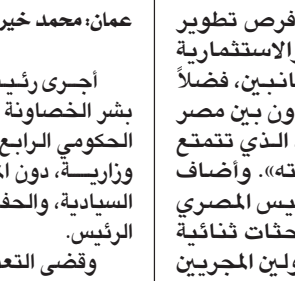 عمان: محمد خير
أجرى رئيس
بشر الخصاونة
الحكومي الرابع
وزارية، دون
السيادية، والحف
الرئيس.
وقضى التعد
فرص تطوير
الاستثمارية
انبين، فضلاً
ون بين مصر
الذي تتمتع
ته». وأضاف
يس المصري
حثات ثنائية
ولين المجريين